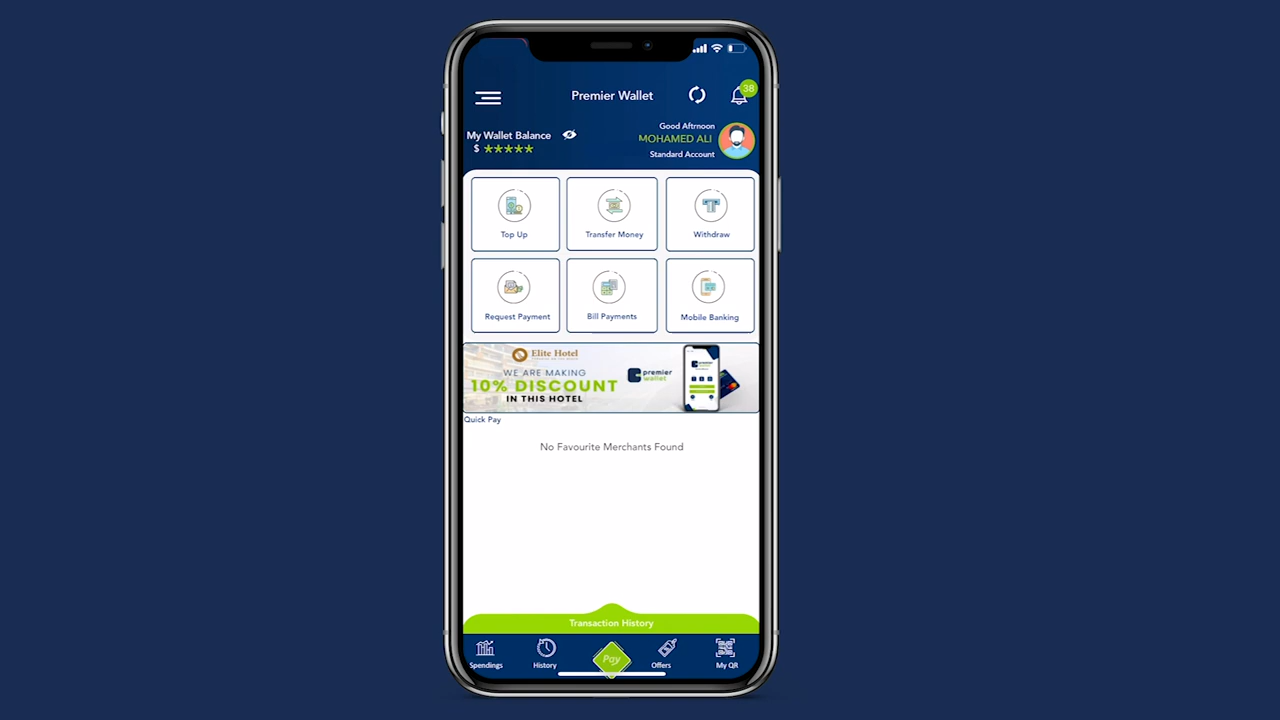 Premier Wallet
38
My Wallet Balance
$ *****
Good Aftrnoon
MOHAMED ALI
Standard Account
Top Up
Transfer Money
Withdraw
Request Payment
Bill Payments
Mobile Banking
Elite Hotel
WE ARE MAKING
10% DISCOUNT
IN THIS HOTEL
premier
wallet
Quick Pay
No Favourite Merchants Found
Transaction History
Spendings
History
Pay
Offers
My QR